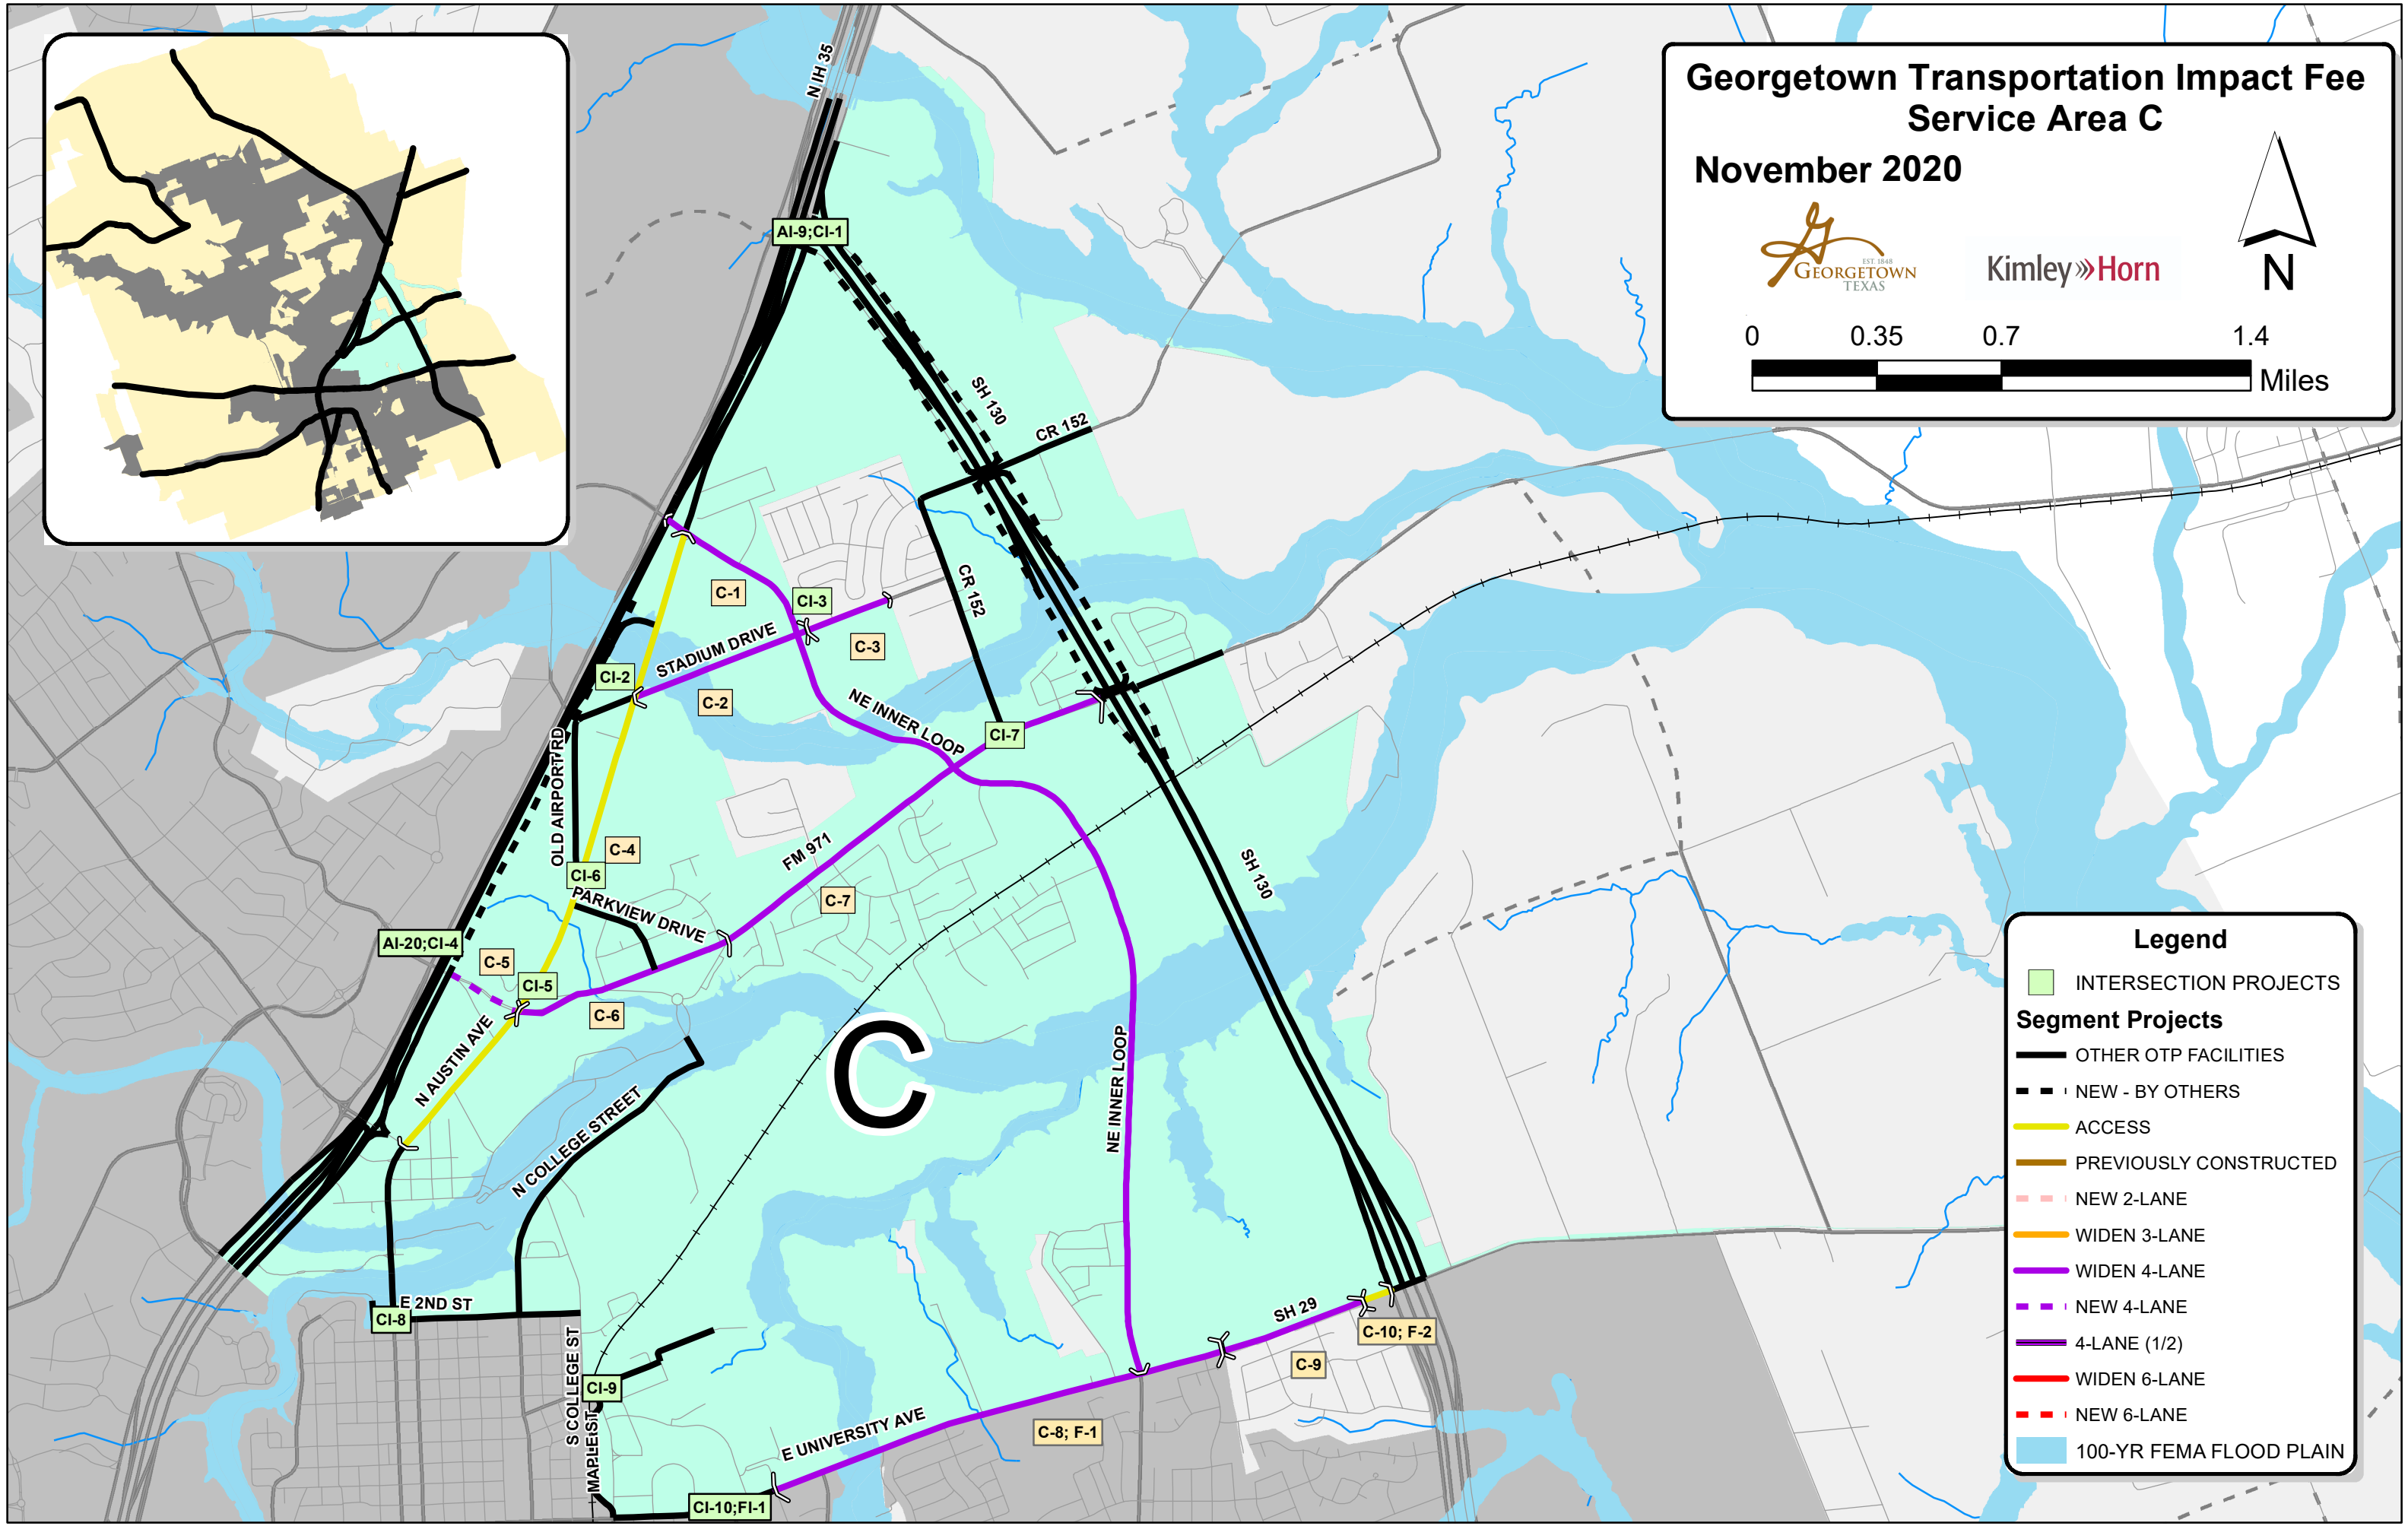 Georgetown Transportation Impact Fee
Service Area C
November 2020
EST. 1848
GEORGETOWN
TEXAS
Kimley»Horn
N
0 0.35 0.7 1.4
Miles
N IH 35
AI-9;CI-1
SH 130
CR 152
C-1
CI-3
CR 152
STADIUM DRIVE
C-3
CI-2
C-2
NE INNER LOOP
CI-7
OLD AIRPORT RD
C-4
FM 971
CI-6
SH 130
PARKVIEW DRIVE
C-7
AI-20;CI-4
C-5
CI-5
C-6
N AUSTIN AVE
C
NE INNER LOOP
N COLLEGE STREET
E 2ND ST
CI-8
SH 29
C-10; F-2
C-9
S COLLEGE ST
CI-9
MAPLE ST
E UNIVERSITY AVE
C-8; F-1
CI-10;FI-1
Legend
INTERSECTION PROJECTS
Segment Projects
OTHER OTP FACILITIES
NEW - BY OTHERS
ACCESS
PREVIOUSLY CONSTRUCTED
NEW 2-LANE
WIDEN 3-LANE
WIDEN 4-LANE
NEW 4-LANE
4-LANE (1/2)
WIDEN 6-LANE
NEW 6-LANE
100-YR FEMA FLOOD PLAIN